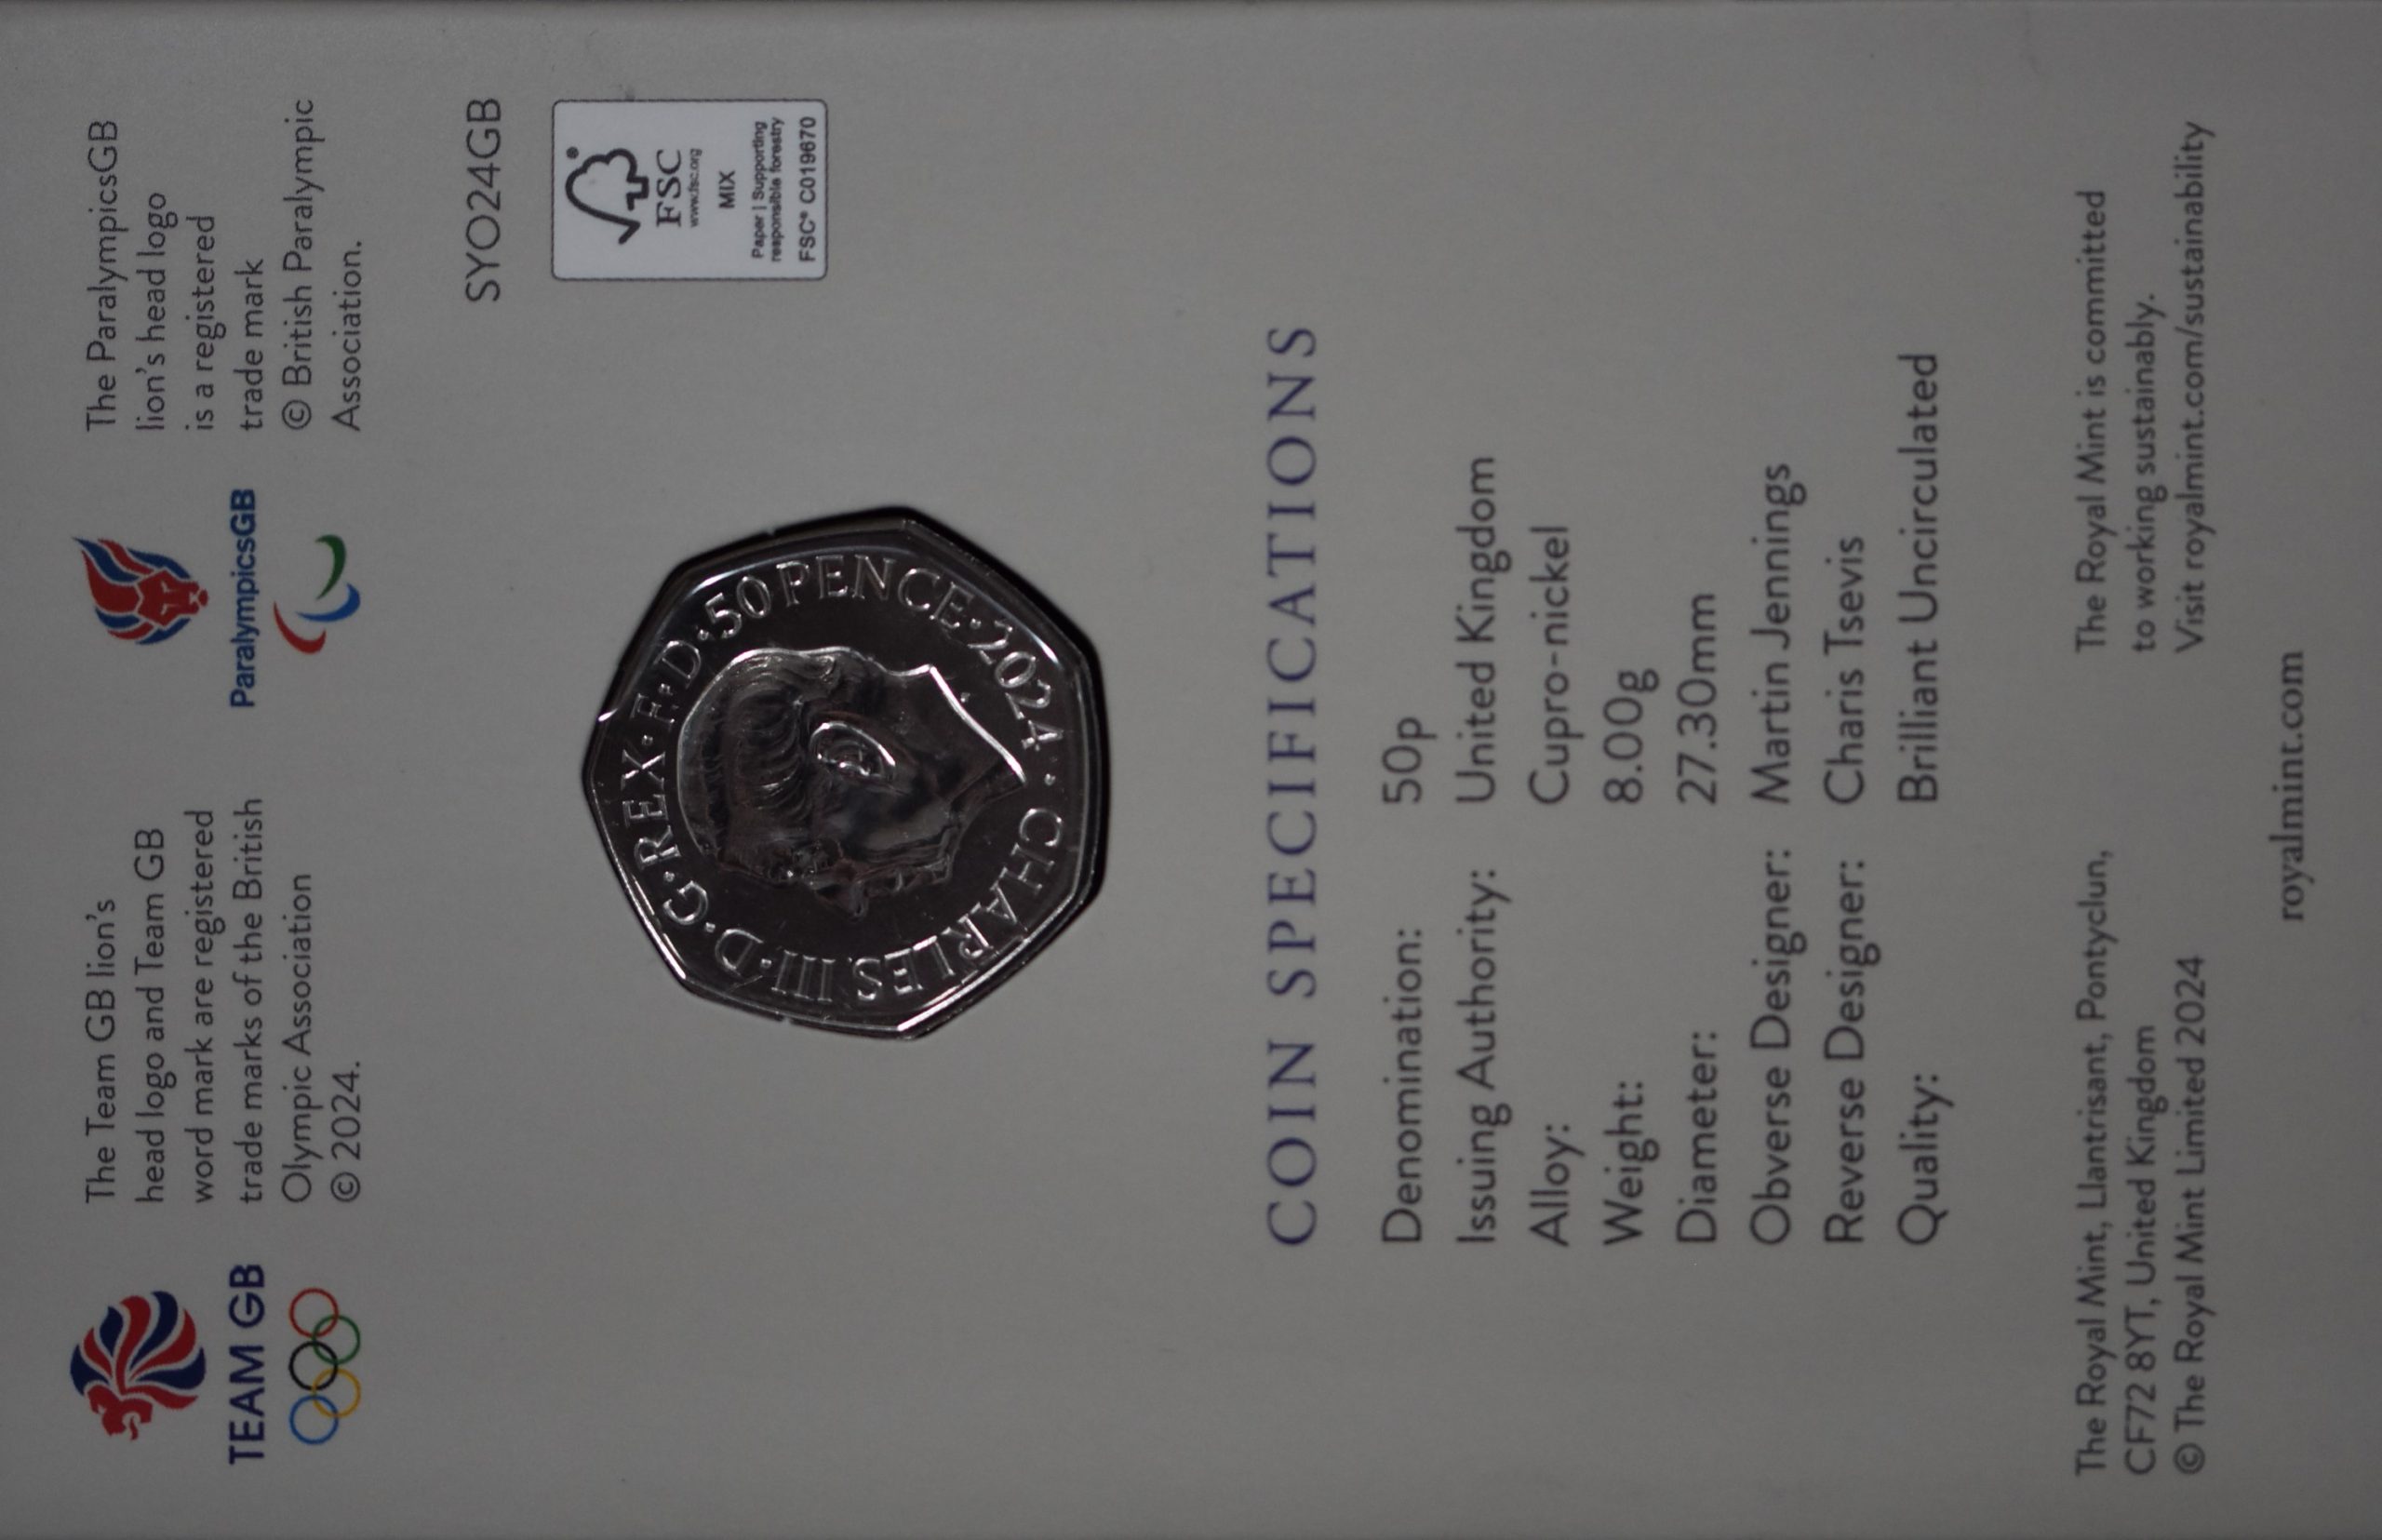 TEAM GB
The Team GB lion's
head logo and Team GB
word mark are registered
trade marks of the British
Olympic Association
© 2024.
ParalympicsGB
The ParalympicsGB
lion's head logo
is a registered
trade mark
© British Paralympic
Association.
SYO24GB
FSC
www.fsc.org
MIX
Paper | Supporting
responsible forestry
FSC® C019670
CHARLES III · D · G · REX · F · D · 50 PENCE · 2024 ·
COIN SPECIFICATIONS
Denomination: 50p
Issuing Authority: United Kingdom
Alloy: Cupro-nickel
Weight: 8.00g
Diameter: 27.30mm
Obverse Designer: Martin Jennings
Reverse Designer: Charis Tsevis
Quality: Brilliant Uncirculated
The Royal Mint, Llantrisant, Pontyclun,
CF72 8YT, United Kingdom
© The Royal Mint Limited 2024
The Royal Mint is committed
to working sustainably.
Visit royalmint.com/sustainability
royalmint.com